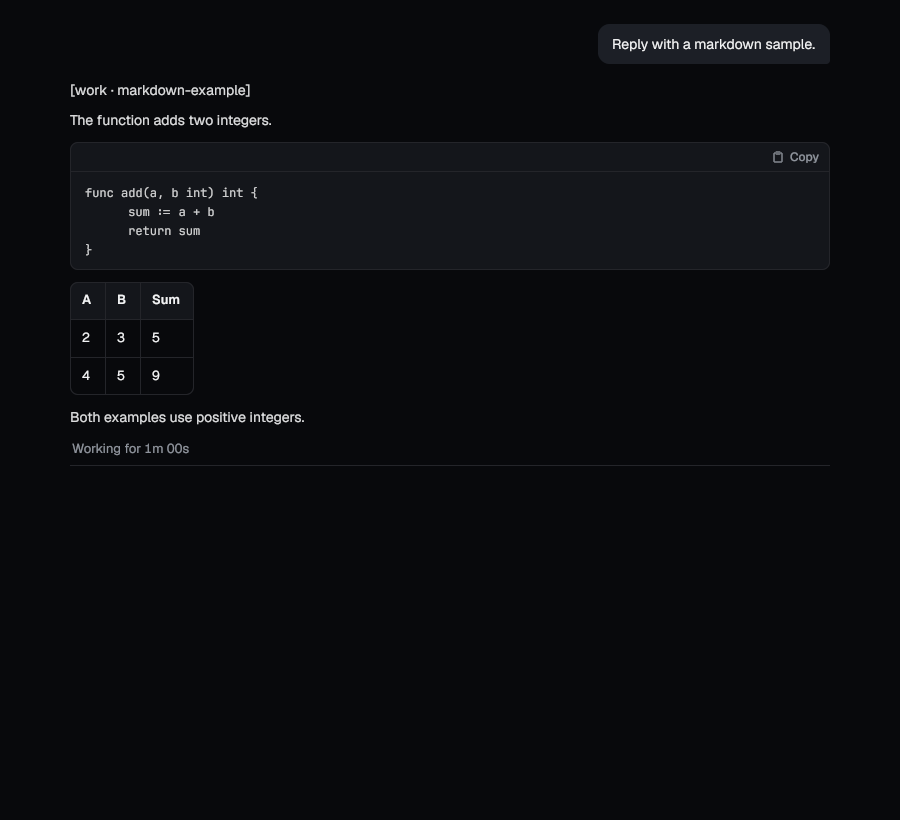 Reply with a markdown sample.
[work · markdown-example]
The function adds two integers.
Copy
func add(a, b int) int {
      sum := a + b
      return sum
}
A B Sum
2 3 5
4 5 9
Both examples use positive integers.
Working for 1m 00s